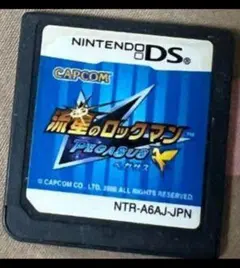 NINTENDO DS
CAPCOM
流星のロックマン
TM
PEGASUS
ペガサス
© CAPCOM CO., LTD. 2006 ALL RIGHTS RESERVED.
NTR-A6AJ-JPN